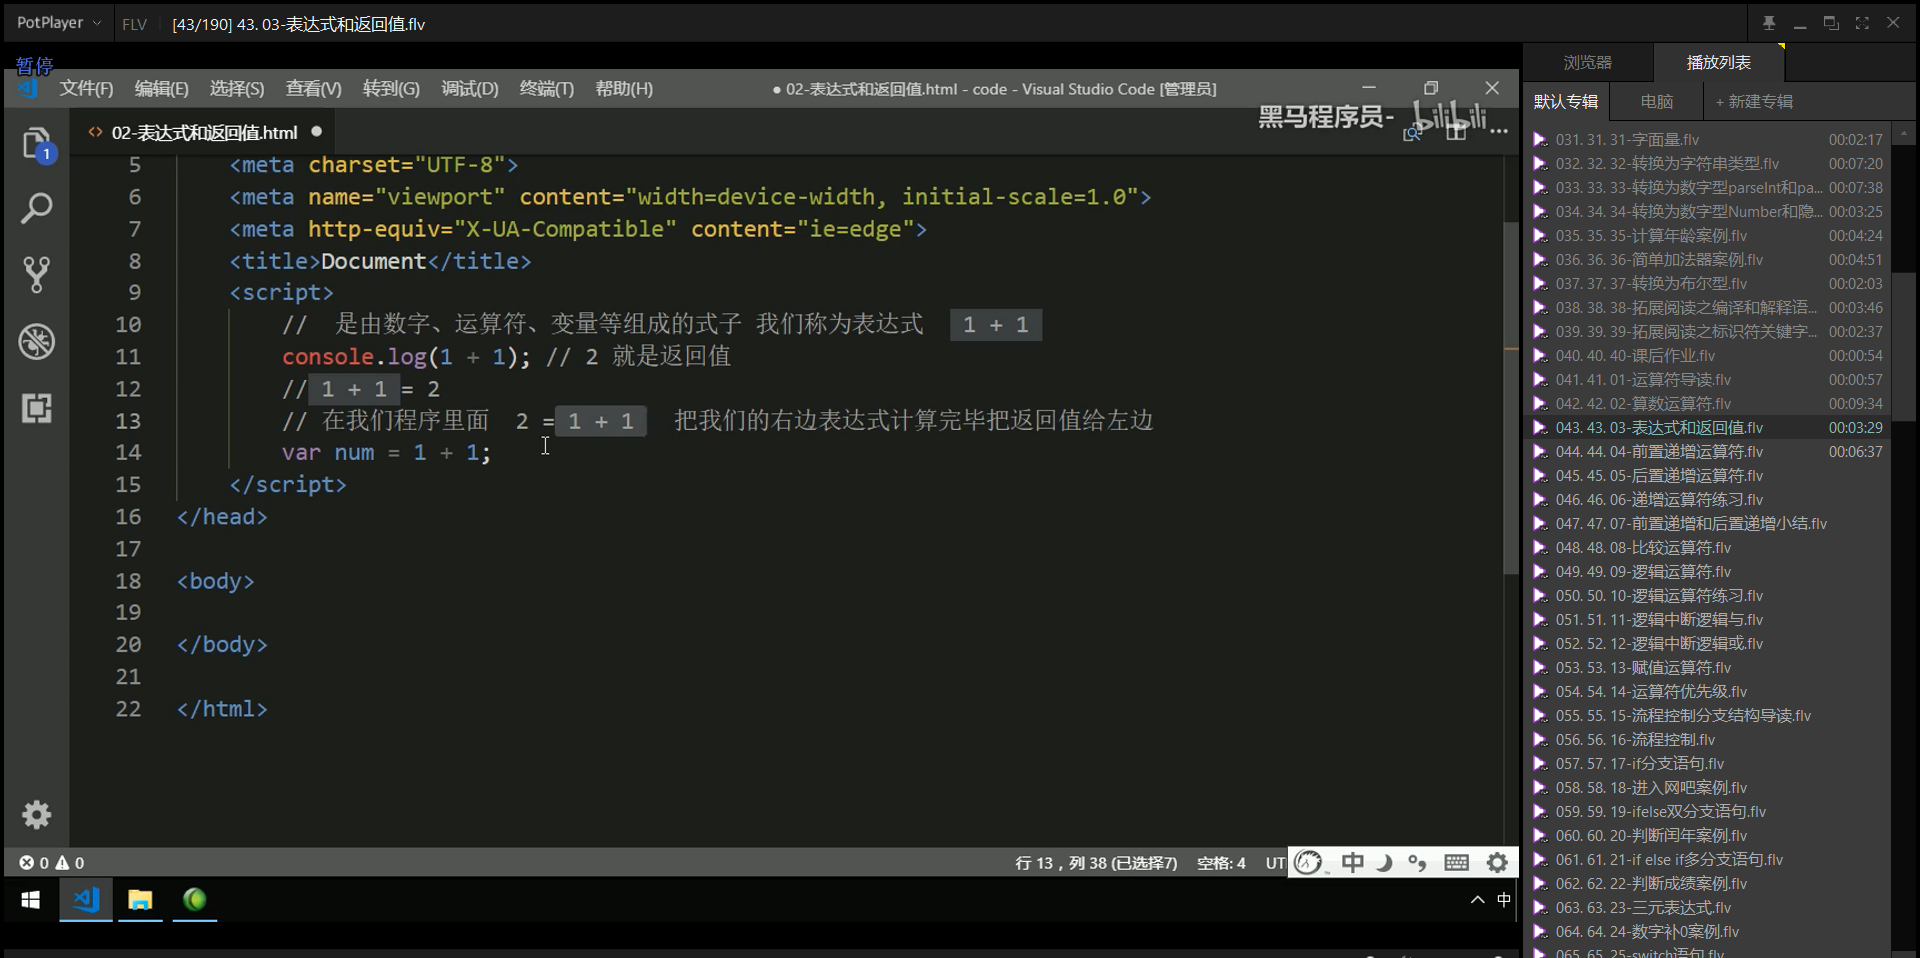 PotPlayer FLV [43/190] 43. 03-表达式和返回值.flv
暂停
文件(F) 编辑(E) 选择(S) 查看(V) 转到(G) 调试(D) 终端(T) 帮助(H) ● 02-表达式和返回值.html - code - Visual Studio Code [管理员]
黑马程序员- bilibili
<> 02-表达式和返回值.html ●
1
5 <meta charset="UTF-8">
6 <meta name="viewport" content="width=device-width, initial-scale=1.0">
7 <meta http-equiv="X-UA-Compatible" content="ie=edge">
8 <title>Document</title>
9 <script>
10 // 是由数字、运算符、变量等组成的式子 我们称为表达式 1 + 1
11 console.log(1 + 1); // 2 就是返回值
12 // 1 + 1 = 2
13 // 在我们程序里面 2 = 1 + 1 把我们的右边表达式计算完毕把返回值给左边
14 var num = 1 + 1;
15 </script>
16 </head>
17
18 <body>
19
20 </body>
21
22 </html>
0 0 行 13，列 38 (已选择7) 空格: 4 UT 中
中
浏览器 播放列表
默认专辑 电脑 + 新建专辑
031. 31. 31-字面量.flv 00:02:17
032. 32. 32-转换为字符串类型.flv 00:07:20
033. 33. 33-转换为数字型parseInt和pa... 00:07:38
034. 34. 34-转换为数字型Number和隐... 00:03:25
035. 35. 35-计算年龄案例.flv 00:04:24
036. 36. 36-简单加法器案例.flv 00:04:51
037. 37. 37-转换为布尔型.flv 00:02:03
038. 38. 38-拓展阅读之编译和解释语... 00:03:46
039. 39. 39-拓展阅读之标识符关键字... 00:02:37
040. 40. 40-课后作业.flv 00:00:54
041. 41. 01-运算符导读.flv 00:00:57
042. 42. 02-算数运算符.flv 00:09:34
043. 43. 03-表达式和返回值.flv 00:03:29
044. 44. 04-前置递增运算符.flv 00:06:37
045. 45. 05-后置递增运算符.flv
046. 46. 06-递增运算符练习.flv
047. 47. 07-前置递增和后置递增小结.flv
048. 48. 08-比较运算符.flv
049. 49. 09-逻辑运算符.flv
050. 50. 10-逻辑运算符练习.flv
051. 51. 11-逻辑中断逻辑与.flv
052. 52. 12-逻辑中断逻辑或.flv
053. 53. 13-赋值运算符.flv
054. 54. 14-运算符优先级.flv
055. 55. 15-流程控制分支结构导读.flv
056. 56. 16-流程控制.flv
057. 57. 17-if分支语句.flv
058. 58. 18-进入网吧案例.flv
059. 59. 19-ifelse双分支语句.flv
060. 60. 20-判断闰年案例.flv
061. 61. 21-if else if多分支语句.flv
062. 62. 22-判断成绩案例.flv
063. 63. 23-三元表达式.flv
064. 64. 24-数字补0案例.flv
065. 65. 25-switch语句.flv